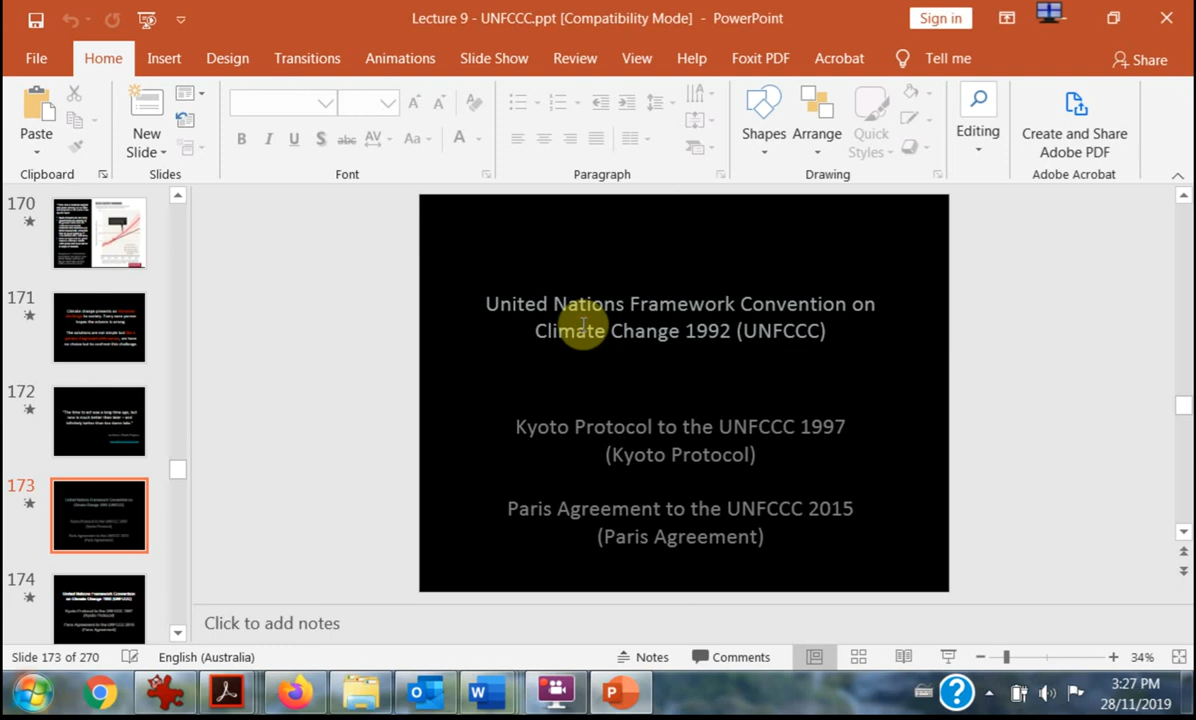 Lecture 9 - UNFCCC.ppt [Compatibility Mode] - PowerPoint
Sign in
File Home Insert Design Transitions Animations Slide Show Review View Help Foxit PDF Acrobat Tell me Share
Paste
New Slide
Aa
Shapes Arrange Quick Styles
Editing
Create and Share Adobe PDF
Clipboard Slides Font Paragraph Drawing Adobe Acrobat
170
171
172
173
174
United Nations Framework Convention on
Climate Change 1992 (UNFCCC)
Kyoto Protocol to the UNFCCC 1997
(Kyoto Protocol)
Paris Agreement to the UNFCCC 2015
(Paris Agreement)
Click to add notes
Slide 173 of 270 English (Australia) Notes Comments 34%
3:27 PM
28/11/2019